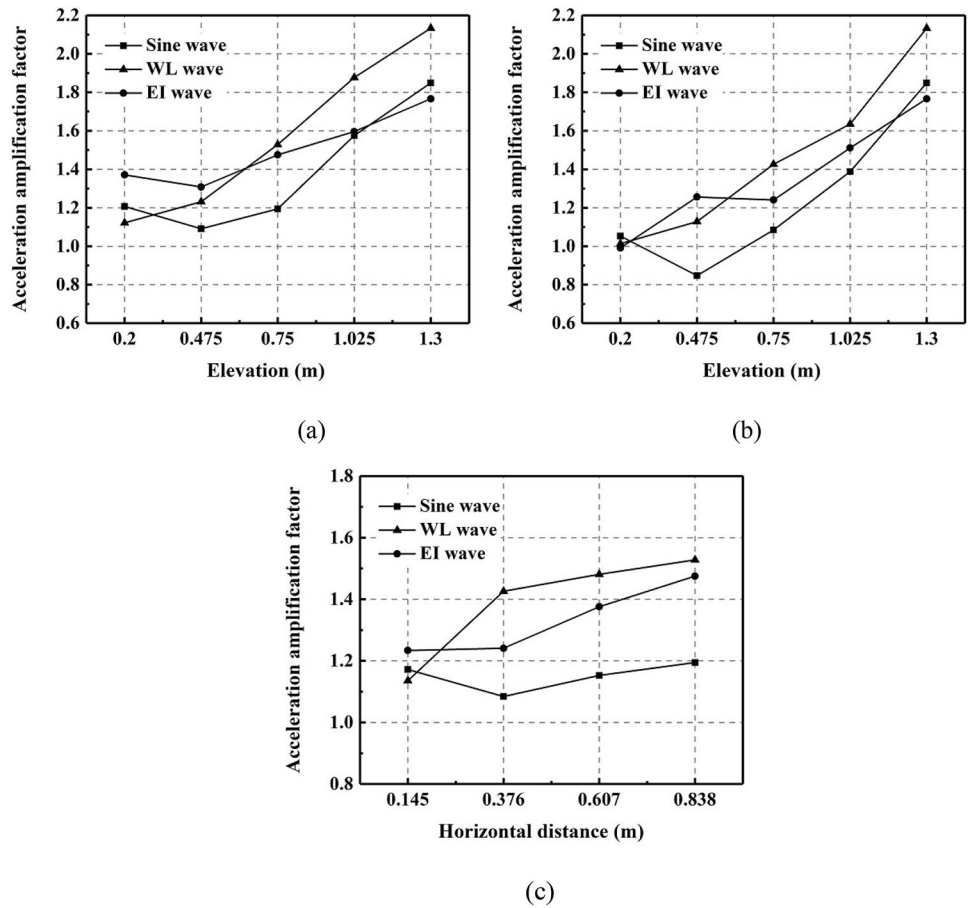 2.2
2.0
1.8
1.6
1.4
1.2
1.0
0.8
0.6
Acceleration amplification factor
Sine wave
WL wave
EI wave
0.2 0.475 0.75 1.025 1.3
Elevation (m)
(a)
2.2
2.0
1.8
1.6
1.4
1.2
1.0
0.8
0.6
Acceleration amplification factor
Sine wave
WL wave
EI wave
0.2 0.475 0.75 1.025 1.3
Elevation (m)
(b)
1.8
1.6
1.4
1.2
1.0
0.8
Acceleration amplification factor
Sine wave
WL wave
EI wave
0.145 0.376 0.607 0.838
Horizontal distance (m)
(c)